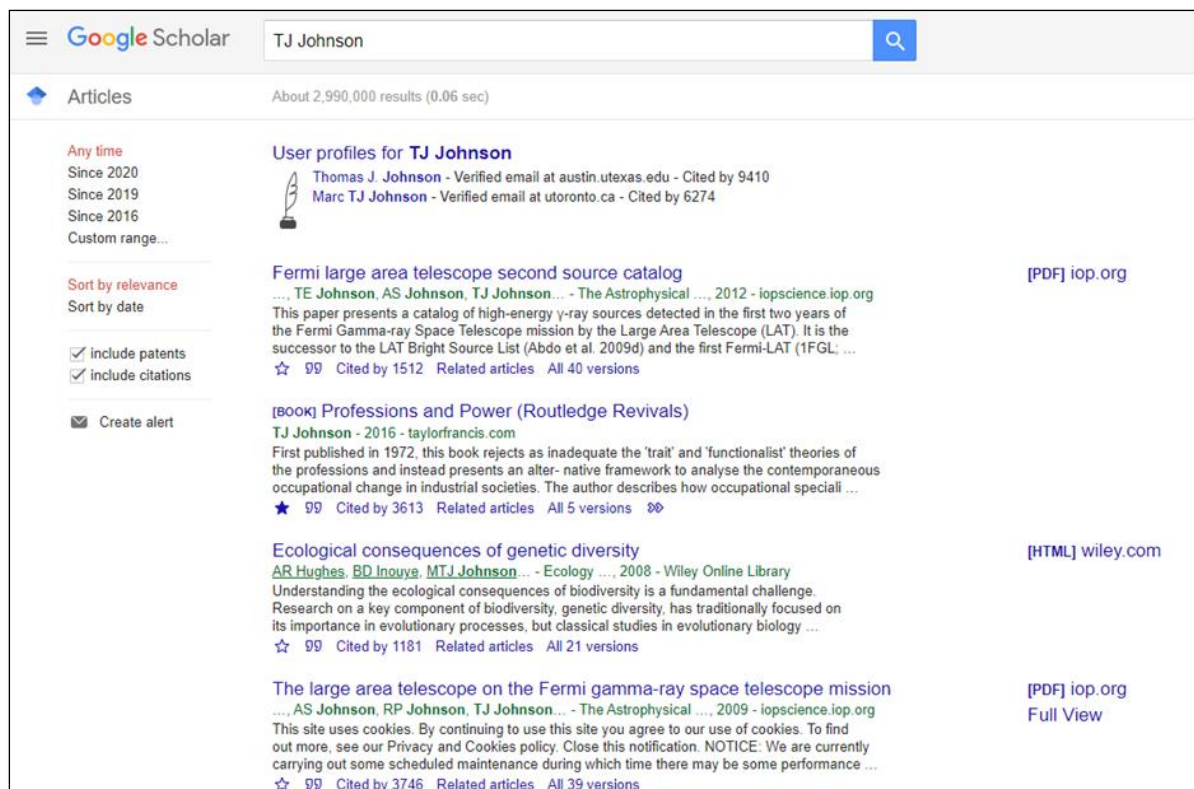 Google Scholar
TJ Johnson
Articles
About 2,990,000 results (0.06 sec)
Any time
Since 2020
Since 2019
Since 2016
Custom range...
Sort by relevance
Sort by date
include patents
include citations
Create alert
User profiles for TJ Johnson
Thomas J. Johnson - Verified email at austin.utexas.edu - Cited by 9410
Marc TJ Johnson - Verified email at utoronto.ca - Cited by 6274
Fermi large area telescope second source catalog
[PDF] iop.org
..., TE Johnson, AS Johnson, TJ Johnson... - The Astrophysical ..., 2012 - iopscience.iop.org
This paper presents a catalog of high-energy γ-ray sources detected in the first two years of
the Fermi Gamma-ray Space Telescope mission by the Large Area Telescope (LAT). It is the
successor to the LAT Bright Source List (Abdo et al. 2009d) and the first Fermi-LAT (1FGL; ...
Cited by 1512 Related articles All 40 versions
[BOOK] Professions and Power (Routledge Revivals)
TJ Johnson - 2016 - taylorfrancis.com
First published in 1972, this book rejects as inadequate the 'trait' and 'functionalist' theories of
the professions and instead presents an alter- native framework to analyse the contemporaneous
occupational change in industrial societies. The author describes how occupational speciali ...
Cited by 3613 Related articles All 5 versions
Ecological consequences of genetic diversity
[HTML] wiley.com
AR Hughes, BD Inouye, MTJ Johnson... - Ecology ..., 2008 - Wiley Online Library
Understanding the ecological consequences of biodiversity is a fundamental challenge.
Research on a key component of biodiversity, genetic diversity, has traditionally focused on
its importance in evolutionary processes, but classical studies in evolutionary biology ...
Cited by 1181 Related articles All 21 versions
The large area telescope on the Fermi gamma-ray space telescope mission
[PDF] iop.org
..., AS Johnson, RP Johnson, TJ Johnson... - The Astrophysical ..., 2009 - iopscience.iop.org
Full View
This site uses cookies. By continuing to use this site you agree to our use of cookies. To find
out more, see our Privacy and Cookies policy. Close this notification. NOTICE: We are currently
carrying out some scheduled maintenance during which time there may be some performance ...
Cited by 3746 Related articles All 39 versions